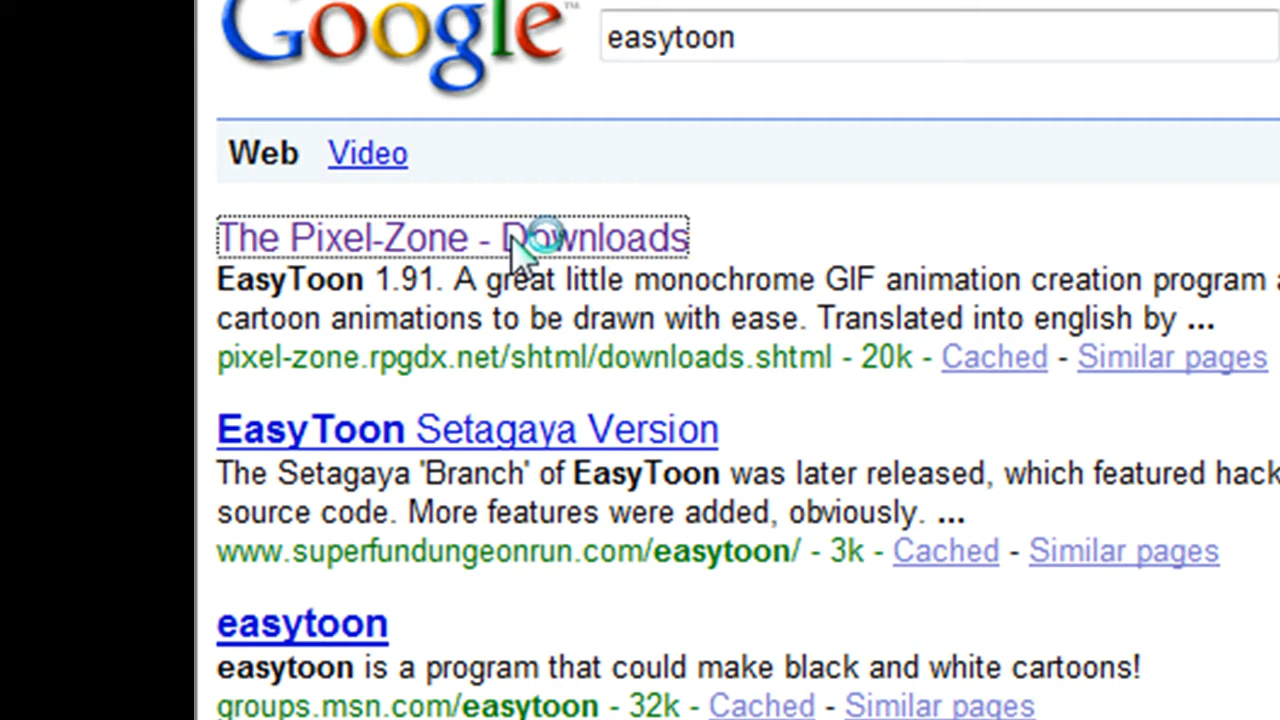 Google™
easytoon
Web Video
The Pixel-Zone - Downloads
EasyToon 1.91. A great little monochrome GIF animation creation program
cartoon animations to be drawn with ease. Translated into english by ...
pixel-zone.rpgdx.net/shtml/downloads.shtml - 20k - Cached - Similar pages
EasyToon Setagaya Version
The Setagaya 'Branch' of EasyToon was later released, which featured hack
source code. More features were added, obviously. ...
www.superfundungeonrun.com/easytoon/ - 3k - Cached - Similar pages
easytoon
easytoon is a program that could make black and white cartoons!
groups.msn.com/easytoon - 32k - Cached - Similar pages